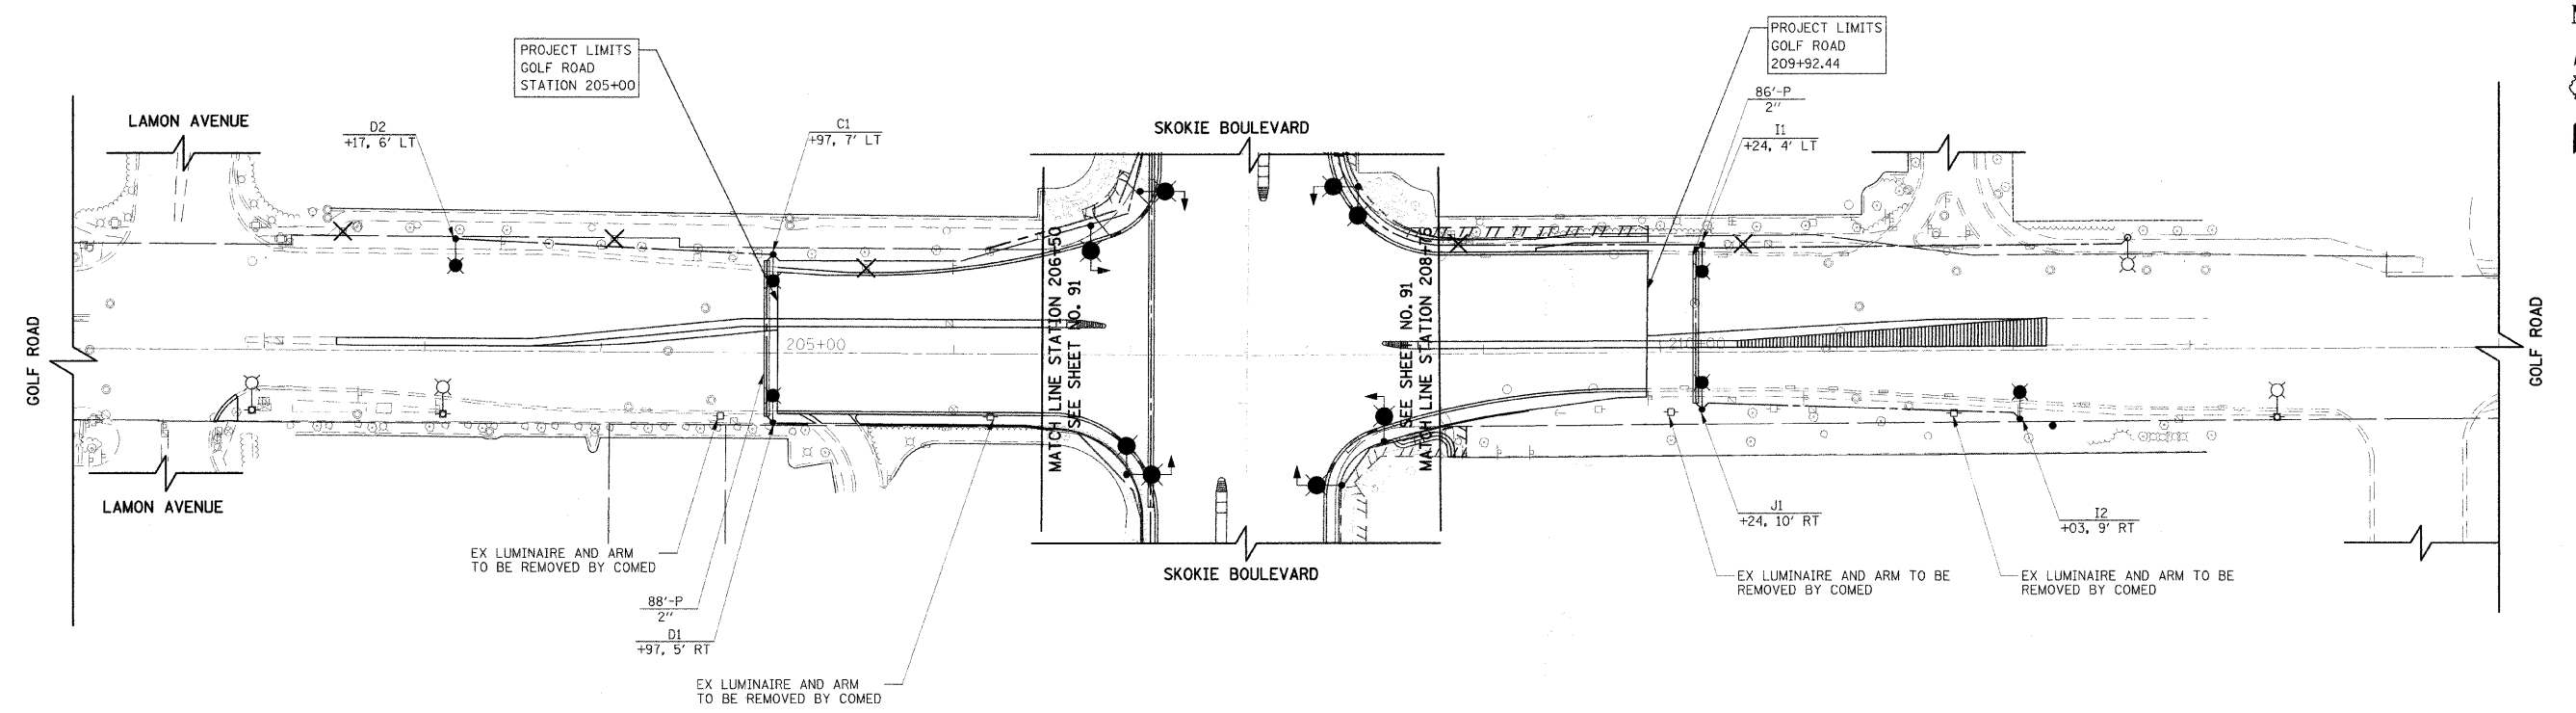 PROJECT LIMITS
GOLF ROAD
STATION 205+00
PROJECT LIMITS
GOLF ROAD
209+92.44
LAMON AVENUE
D2
+17, 6' LT
C1
+97, 7' LT
SKOKIE BOULEVARD
86'-P
2"
I1
+24, 4' LT
GOLF ROAD
205+00
MATCH LINE STATION 206+50
SEE SHEET NO. 91
SEE SHEET NO. 91
MATCH LINE STATION 208+75
210+00
GOLF ROAD
LAMON AVENUE
EX LUMINAIRE AND ARM
TO BE REMOVED BY COMED
88'-P
2"
D1
+97, 5' RT
EX LUMINAIRE AND ARM
TO BE REMOVED BY COMED
SKOKIE BOULEVARD
J1
+24, 10' RT
I2
+03, 9' RT
EX LUMINAIRE AND ARM TO BE
REMOVED BY COMED
EX LUMINAIRE AND ARM TO BE
REMOVED BY COMED